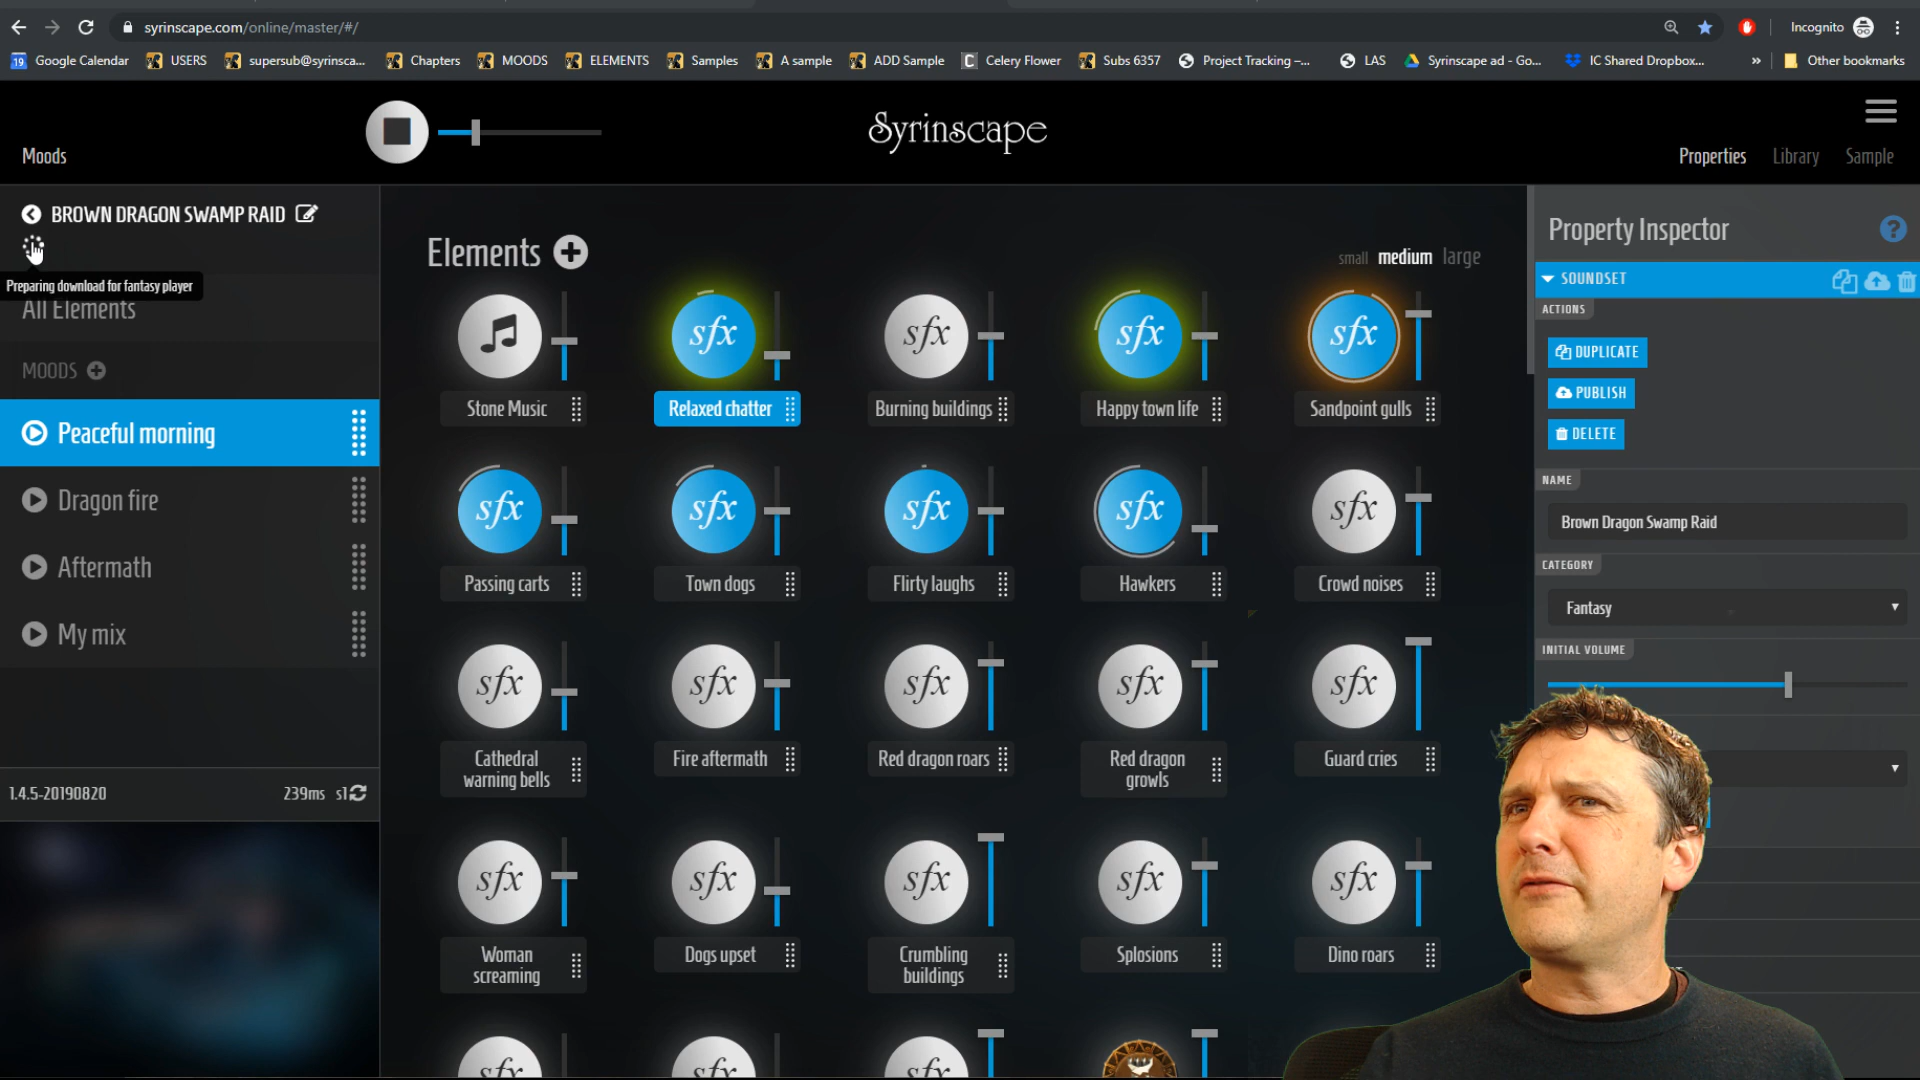 syrinscape.com/online/master/#/
Incognito
19 Google Calendar USERS supersub@syrinsca... Chapters MOODS ELEMENTS Samples A sample ADD Sample C Celery Flower Subs 6357 Project Tracking –... LAS Syrinscape ad - Go... IC Shared Dropbox... » Other bookmarks
Syrinscape
Moods
Properties Library Sample
BROWN DRAGON SWAMP RAID
Preparing download for fantasy player
All Elements
MOODS
Peaceful morning
Dragon fire
Aftermath
My mix
1.4.5-20190820 239ms s1
Elements
small medium large
sfx sfx sfx sfx
Stone Music Relaxed chatter Burning buildings Happy town life Sandpoint gulls
sfx sfx sfx sfx sfx
Passing carts Town dogs Flirty laughs Hawkers Crowd noises
sfx sfx sfx sfx sfx
Cathedral warning bells
Fire aftermath
Red dragon roars
Red dragon growls
Guard cries
sfx sfx sfx sfx sfx
Woman screaming
Dogs upset
Crumbling buildings
Splosions
Dino roars
sfx sfx sfx
Property Inspector ?
SOUNDSET
ACTIONS
DUPLICATE
PUBLISH
DELETE
NAME
Brown Dragon Swamp Raid
CATEGORY
Fantasy
INITIAL VOLUME